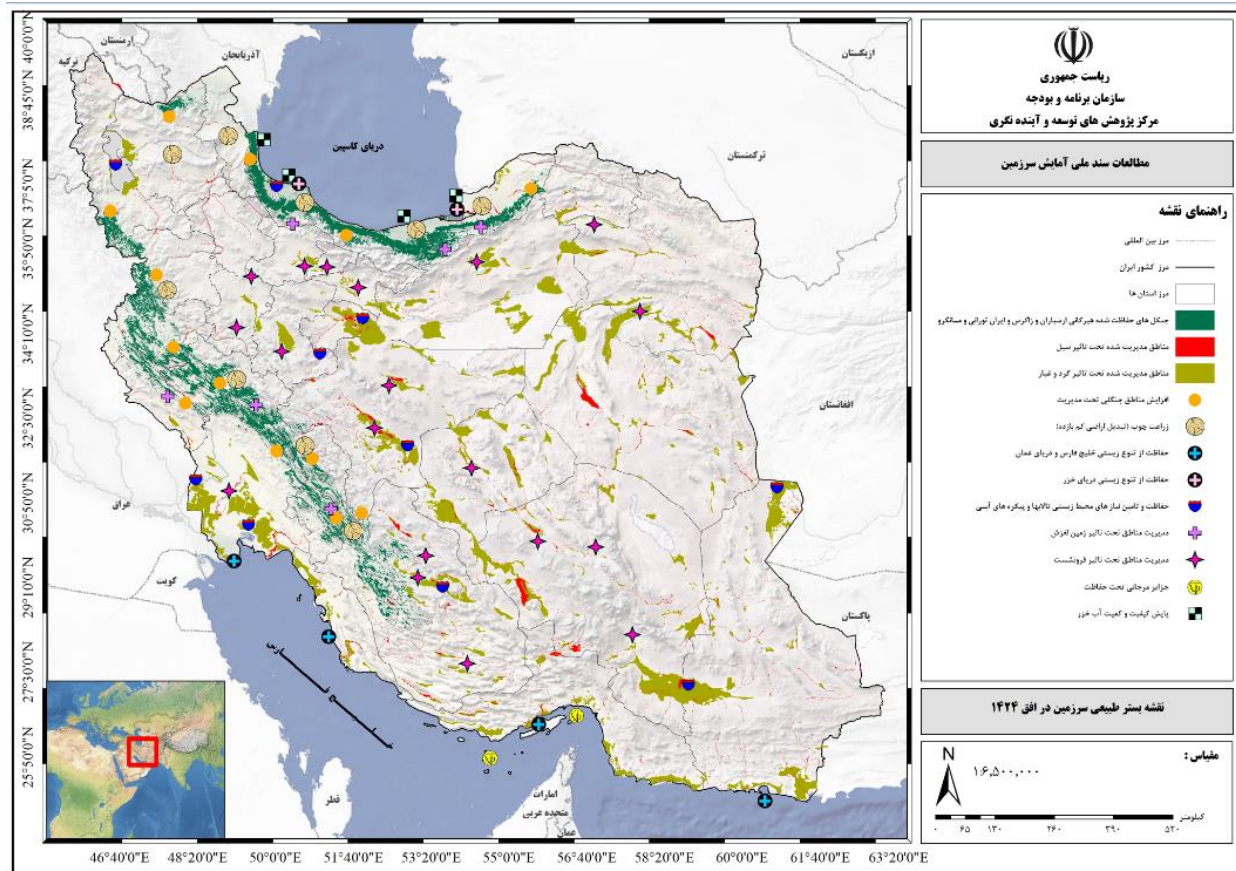 ریاست جمهوری
سازمان برنامه و بودجه
مرکز پژوهش های توسعه و آینده نگری
مطالعات سند ملی آمایش سرزمین
راهنمای نقشه
مرز بین المللی
مرز کشور ایران
مرز استان ها
جنگل های حفاظت شده هیرکانی ارسباران و زاگرس و ایران تورانی و مانگرو
مناطق مدیریت شده تحت تاثیر سیل
مناطق مدیریت شده تحت تاثیر گرد و غبار
افزایش مناطق جنگلی تحت مدیریت
زراعت چوب (تبدیل اراضی کم بازده)
حفاظت از تنوع زیستی خلیج فارس و دریای عمان
حفاظت از تنوع زیستی دریای خزر
حفاظت و تامین نیاز های محیط زیستی تالابها و پیکره های آبی
مدیریت مناطق تحت تاثیر زمین لغزش
مدیریت مناطق تحت تاثیر فرونشست
جزایر مرجانی تحت حفاظت
پایش کیفیت و کمیت آب خزر
نقشه بستر طبیعی سرزمین در افق ۱۴۲۴
مقیاس :
N
۱:۶,۵۰۰,۰۰۰
کیلومتر
۰ ۶۵ ۱۳۰ ۲۶۰ ۳۹۰ ۵۲۰
ارمنستان
ترکیه
آذربایجان
ازبکستان
دریای کاسپین
ترکمنستان
افغانستان
عراق
کویت
پاکستان
خلیج فارس
قطر
امارات
متحده عربی
عمان
40°0'0"N
38°45'0"N
37°5'0"N
35°50'0"N
34°10'0"N
32°30'0"N
30°50'0"N
29°10'0"N
27°30'0"N
25°50'0"N
46°40'0"E 48°20'0"E 50°0'0"E 51°40'0"E 53°20'0"E 55°0'0"E 56°40'0"E 58°20'0"E 60°0'0"E 61°40'0"E 63°20'0"E